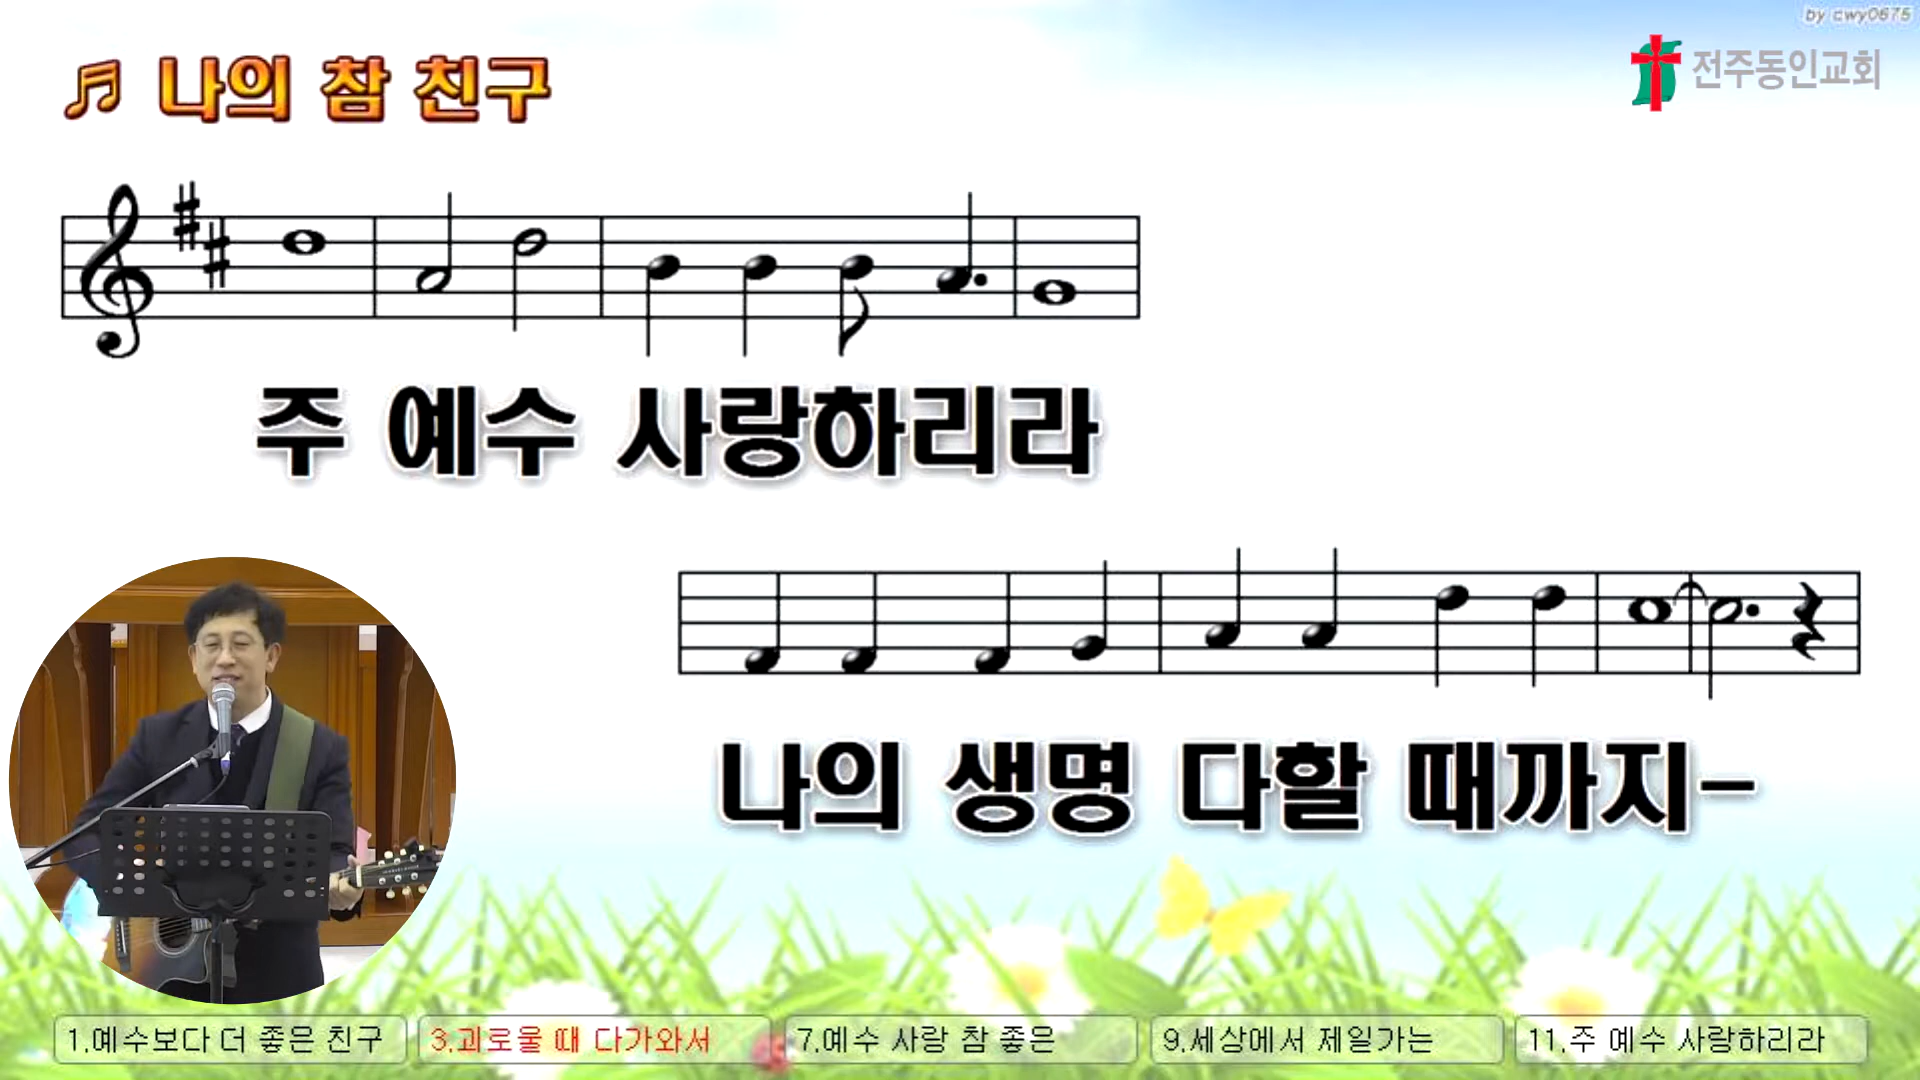 by cwy0675
나의 참 친구
전주동인교회
주 예수 사랑하리라
나의 생명 다할 때까지-
1.예수보다 더 좋은 친구
3.괴로울 때 다가와서
7.예수 사랑 참 좋은
9.세상에서 제일가는
11.주 예수 사랑하리라